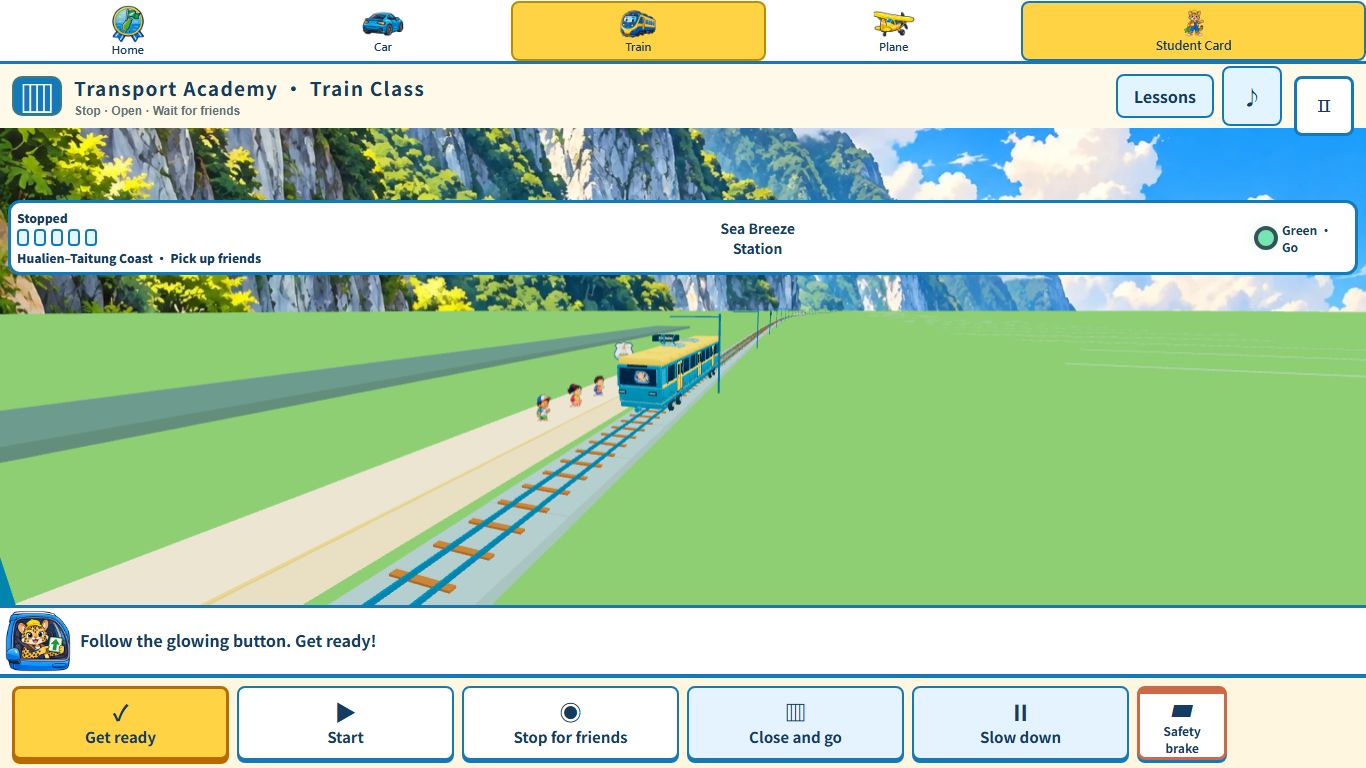 Home
Car
Train
Plane
Student Card
Transport Academy • Train Class
Stop · Open · Wait for friends
Lessons
Stopped
Hualien–Taitung Coast • Pick up friends
Sea Breeze
Station
Green •
Go
Follow the glowing button. Get ready!
Get ready
Start
Stop for friends
Close and go
Slow down
Safety
brake